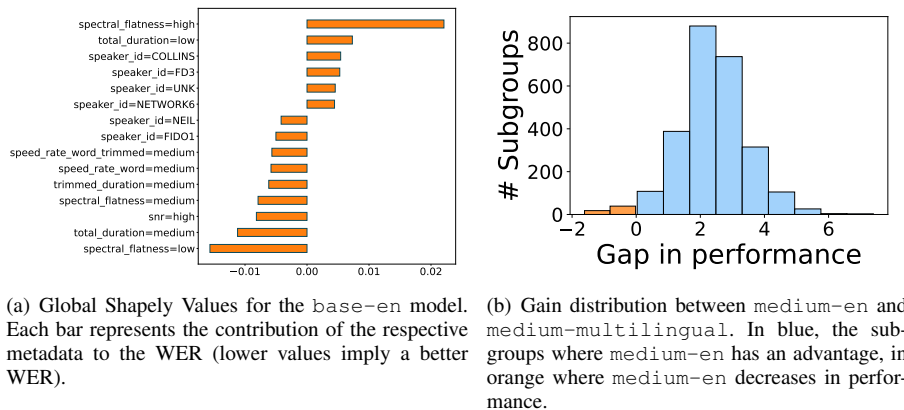 spectral_flatness=high
total_duration=low
speaker_id=COLLINS
speaker_id=FD3
speaker_id=UNK
speaker_id=NETWORK6
speaker_id=NEIL
speaker_id=FIDO1
speed_rate_word_trimmed=medium
speed_rate_word=medium
trimmed_duration=medium
spectral_flatness=medium
snr=high
total_duration=medium
spectral_flatness=low
−0.01 0.00 0.01 0.02
(a) Global Shapely Values for the base-en model.
Each bar represents the contribution of the respective
metadata to the WER (lower values imply a better
WER).
# Subgroups
800
600
400
200
0
−2 0 2 4 6
Gap in performance
(b) Gain distribution between medium-en and
medium-multilingual. In blue, the sub-
groups where medium-en has an advantage, in
orange where medium-en decreases in perfor-
mance.